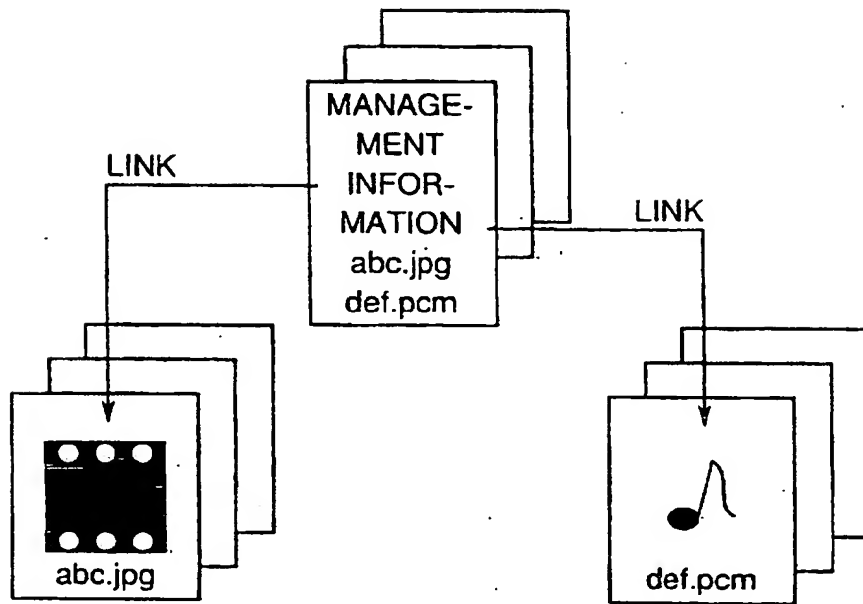 MANAGE-
MENT
INFOR-
MATION
abc.jpg
def.pcm
LINK
LINK
abc.jpg
def.pcm